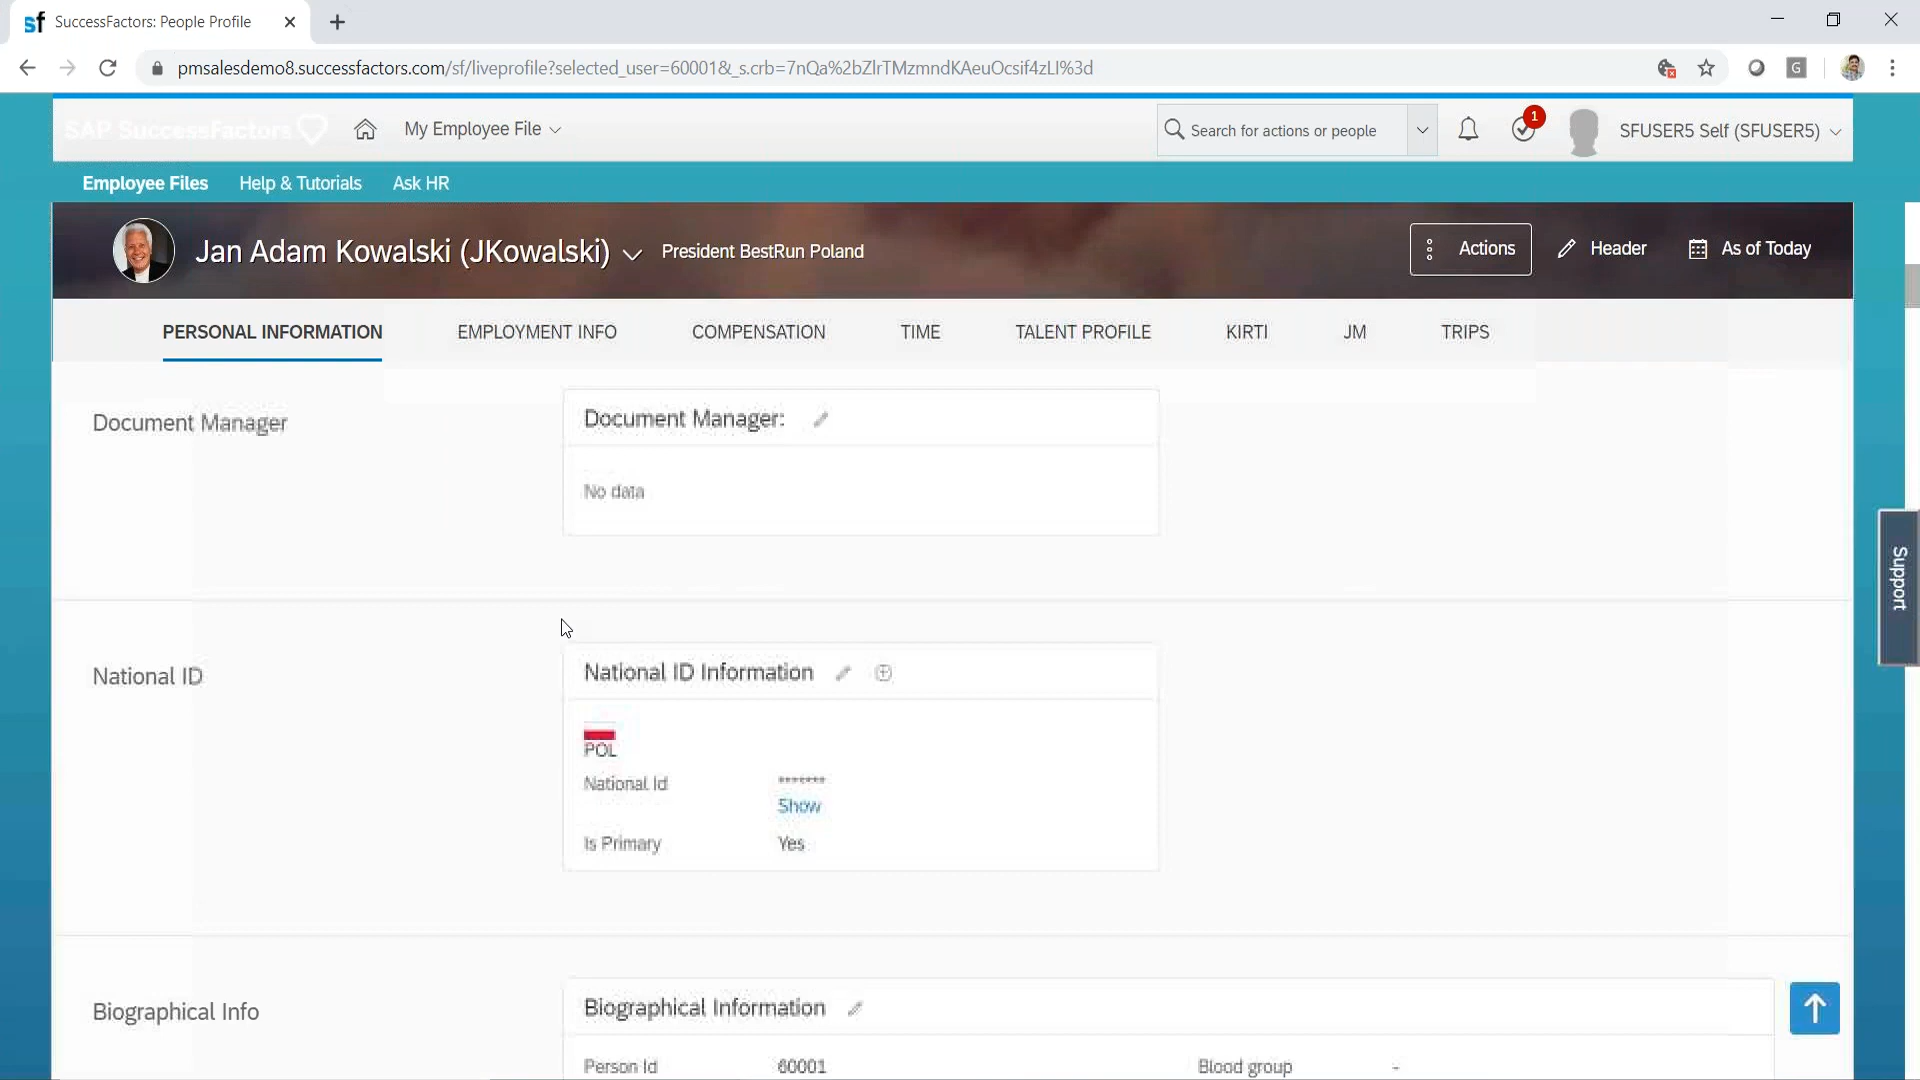 sf SuccessFactors: People Profile
pmsalesdemo8.successfactors.com/sf/liveprofile?selected_user=60001&_s.crb=7nQa%2bZlrTMzmndKAeuOcsif4zLI%3d
G
SAP SuccessFactors
My Employee File
Search for actions or people
1
SFUSER5 Self (SFUSER5)
Employee Files
Help & Tutorials
Ask HR
Jan Adam Kowalski (JKowalski)
President BestRun Poland
Actions
Header
As of Today
PERSONAL INFORMATION
EMPLOYMENT INFO
COMPENSATION
TIME
TALENT PROFILE
KIRTI
JM
TRIPS
Document Manager
Document Manager:
No data
Support
National ID
National ID Information
POL
National Id
*******
Show
Is Primary
Yes
Biographical Info
Biographical Information
Person Id
60001
Blood group
-